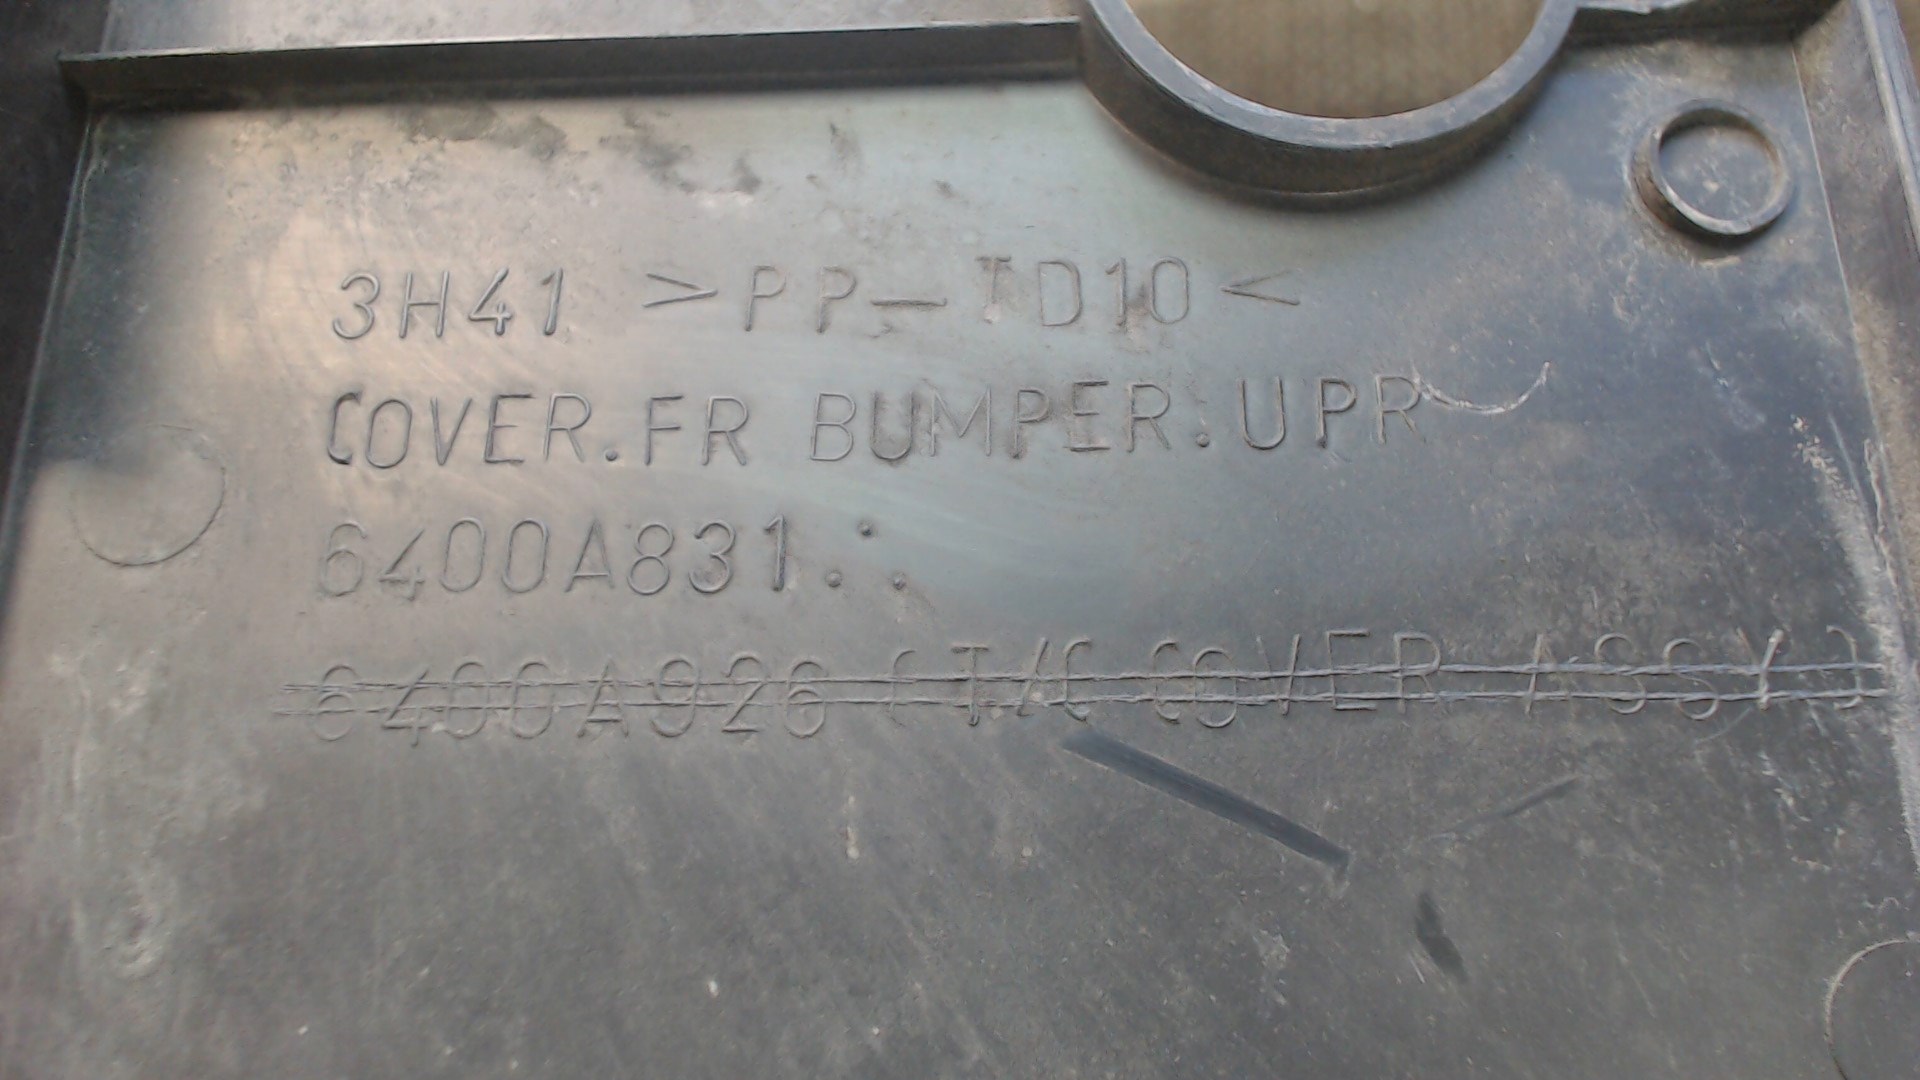 3H41 >PP-TD10<
COVER.FR BUMPER.UPR
6400A831
6400A926 (T/C COVER ASSY)